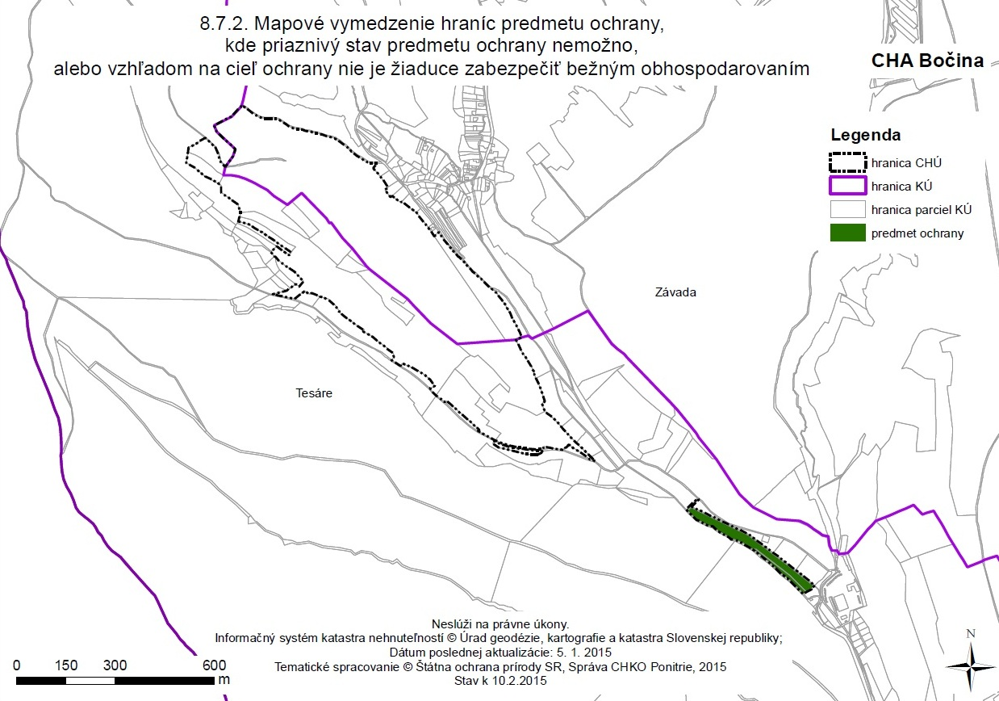 8.7.2. Mapové vymedzenie hraníc predmetu ochrany,
kde priaznivý stav predmetu ochrany nemožno,
alebo vzhľadom na cieľ ochrany nie je žiaduce zabezpečiť bežným obhospodarovaním
CHA Bočina
Legenda
hranica CHÚ
hranica KÚ
hranica parciel KÚ
predmet ochrany
Závada
Tesáre
Neslúži na právne úkony.
Informačný systém katastra nehnuteľností © Úrad geodézie, kartografie a katastra Slovenskej republiky;
Dátum poslednej aktualizácie: 5. 1. 2015
Tematické spracovanie © Štátna ochrana prírody SR, Správa CHKO Ponitrie, 2015
Stav k 10.2.2015
0 150 300 600
m
N